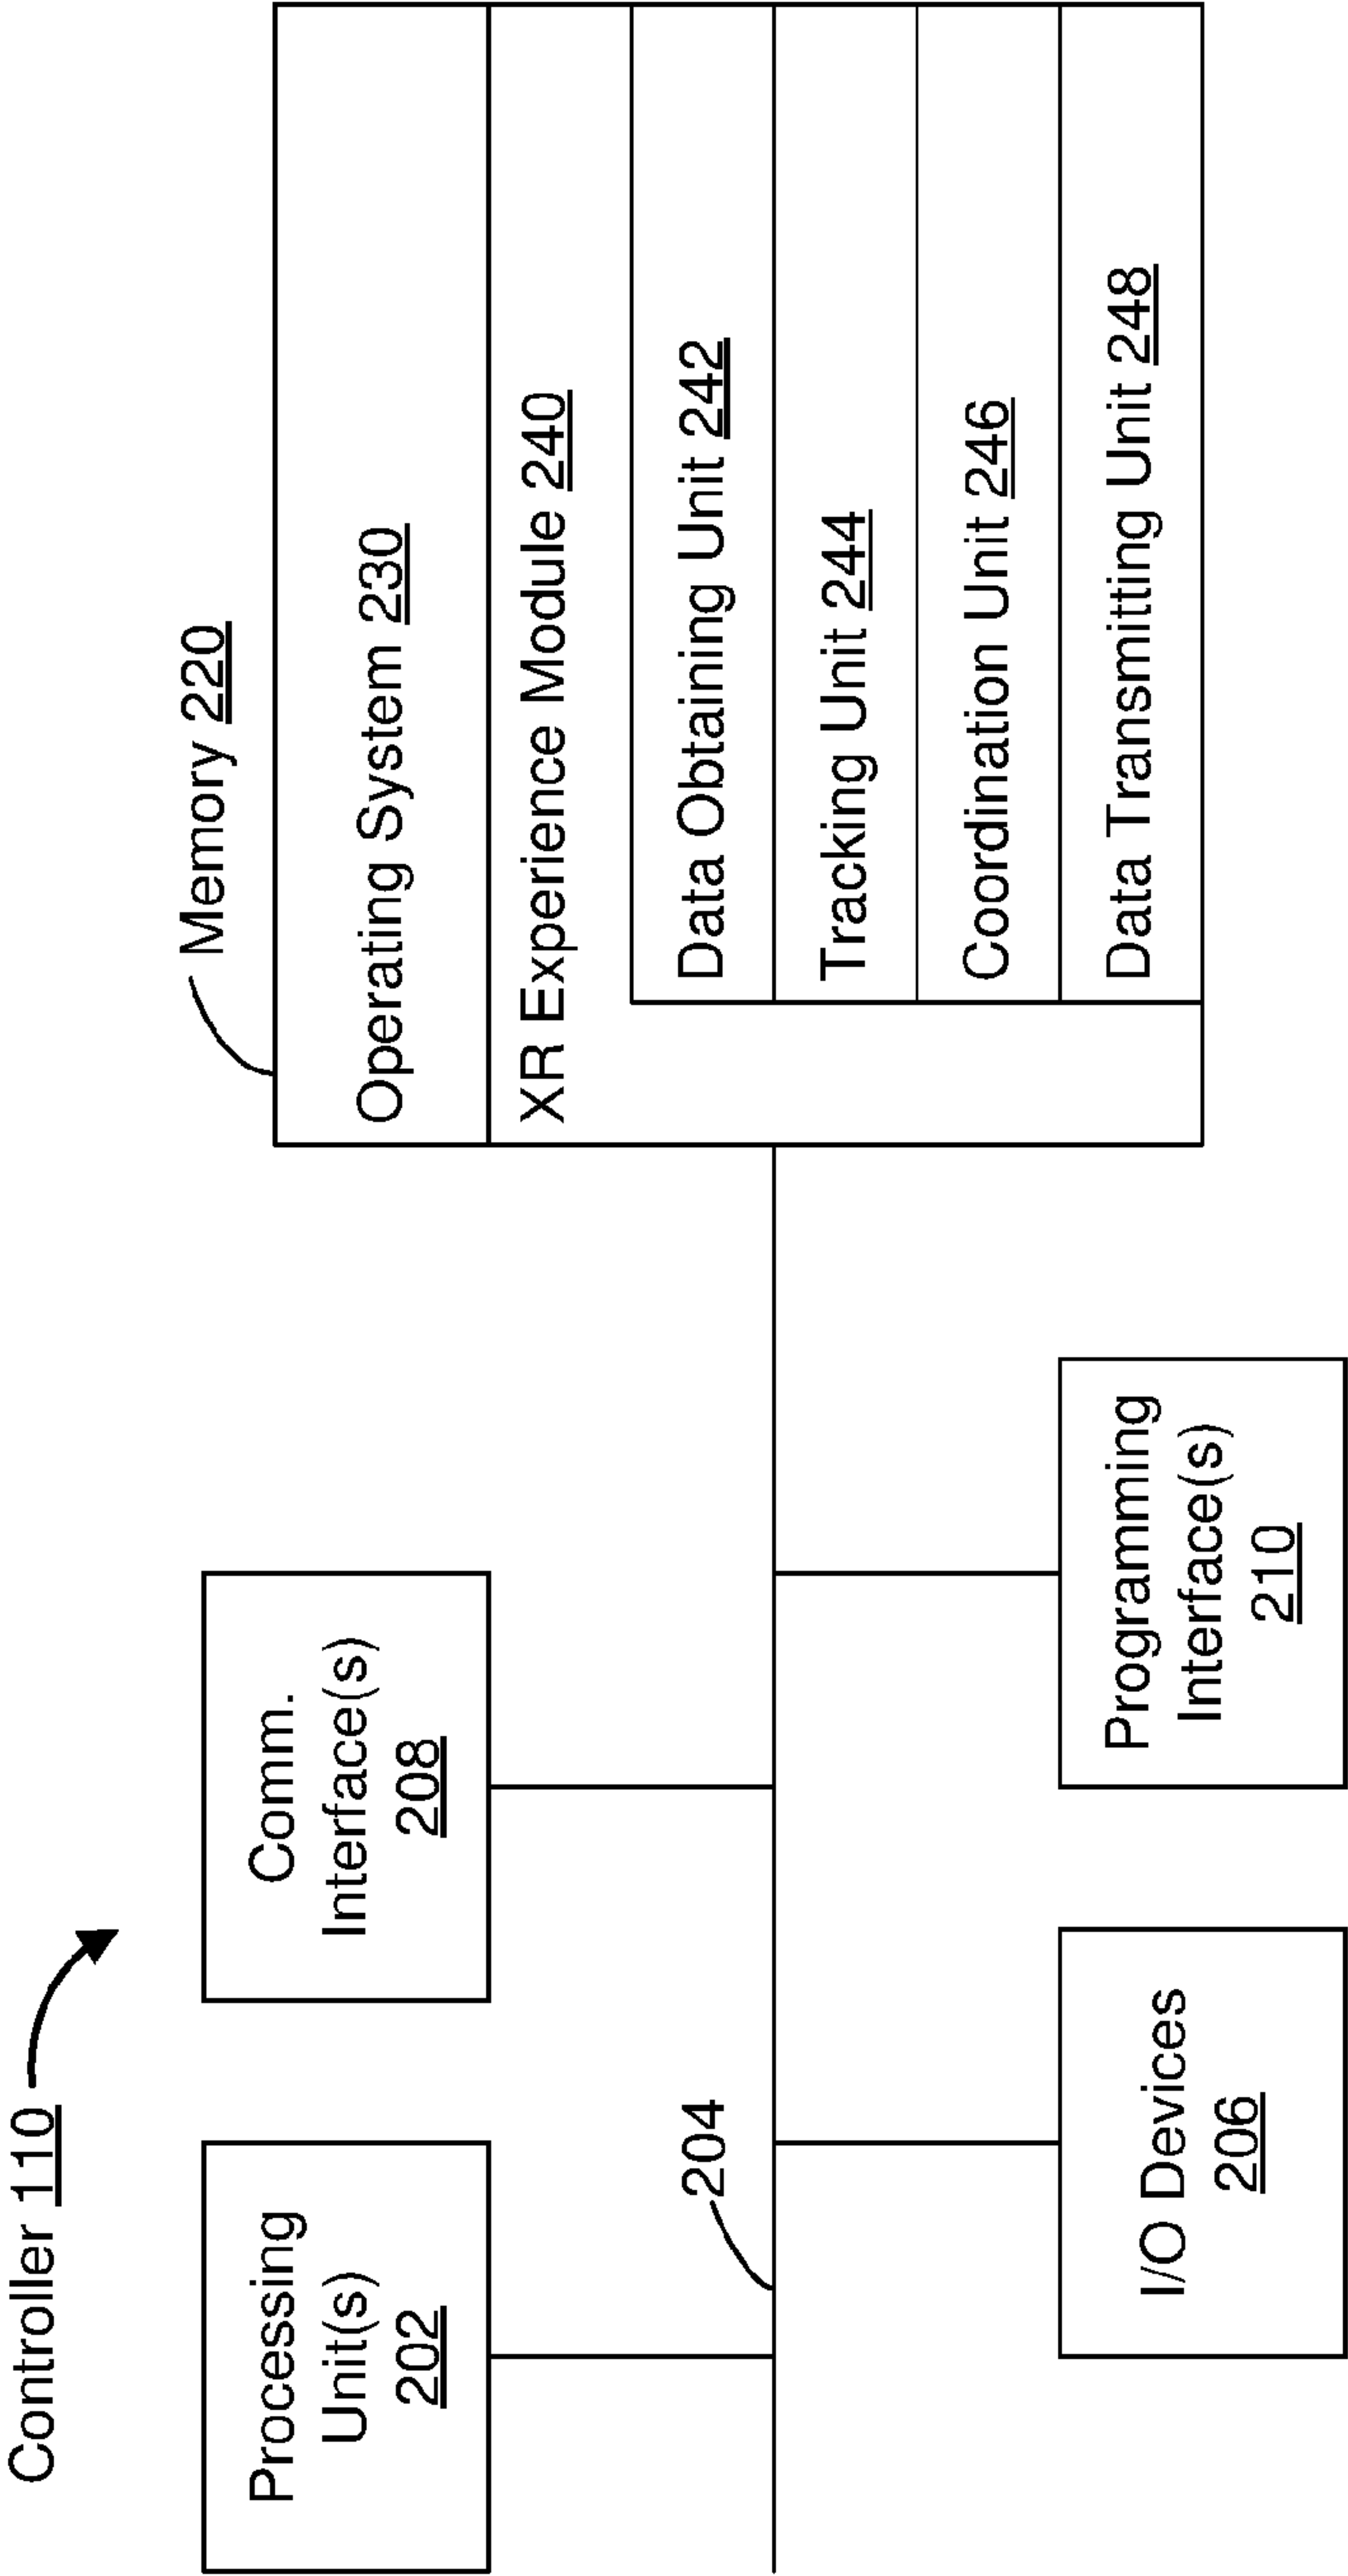 Controller 110
Processing
Unit(s)
202
Comm.
Interface(s)
208
204
I/O Devices
206
Programming
Interface(s)
210
Memory 220
Operating System 230
XR Experience Module 240
Data Obtaining Unit 242
Tracking Unit 244
Coordination Unit 246
Data Transmitting Unit 248